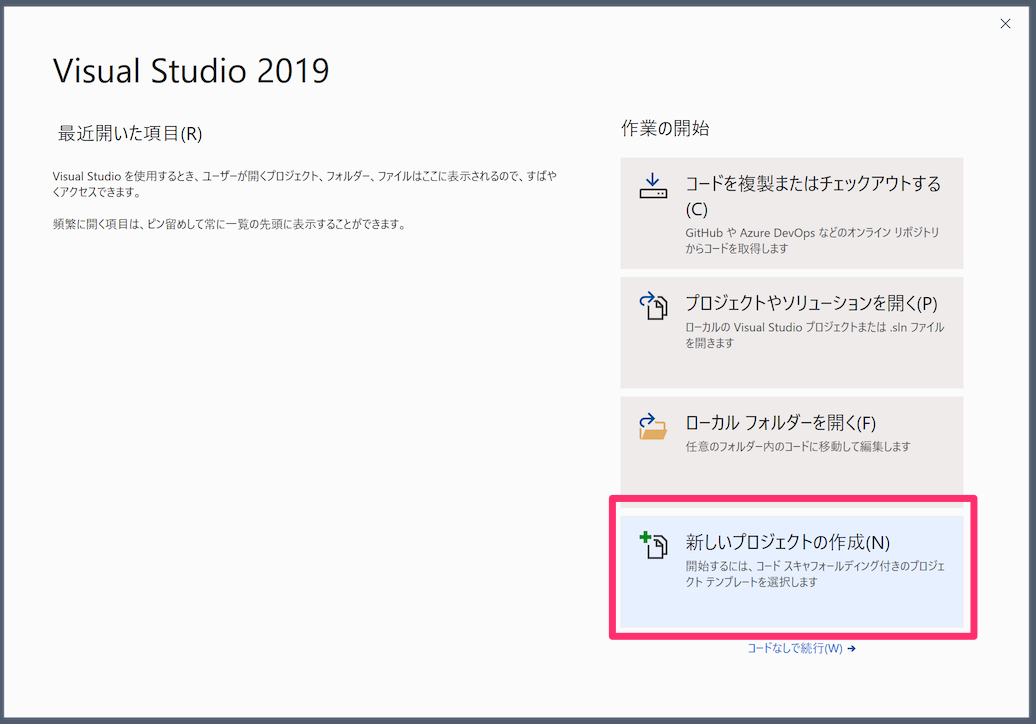 Visual Studio 2019
最近開いた項目(R)
Visual Studio を使用するとき、ユーザーが開くプロジェクト、フォルダー、ファイルはここに表示されるので、すばや
くアクセスできます。
頻繁に開く項目は、ピン留めして常に一覧の先頭に表示することができます。
作業の開始
コードを複製またはチェックアウトする
(C)
GitHub や Azure DevOps などのオンライン リポジトリ
からコードを取得します
プロジェクトやソリューションを開く(P)
ローカルの Visual Studio プロジェクトまたは .sln ファイル
を開きます
ローカル フォルダーを開く(F)
任意のフォルダー内のコードに移動して編集します
新しいプロジェクトの作成(N)
開始するには、コード スキャフォールディング付きのプロジェ
クト テンプレートを選択します
コードなしで続行(W) →